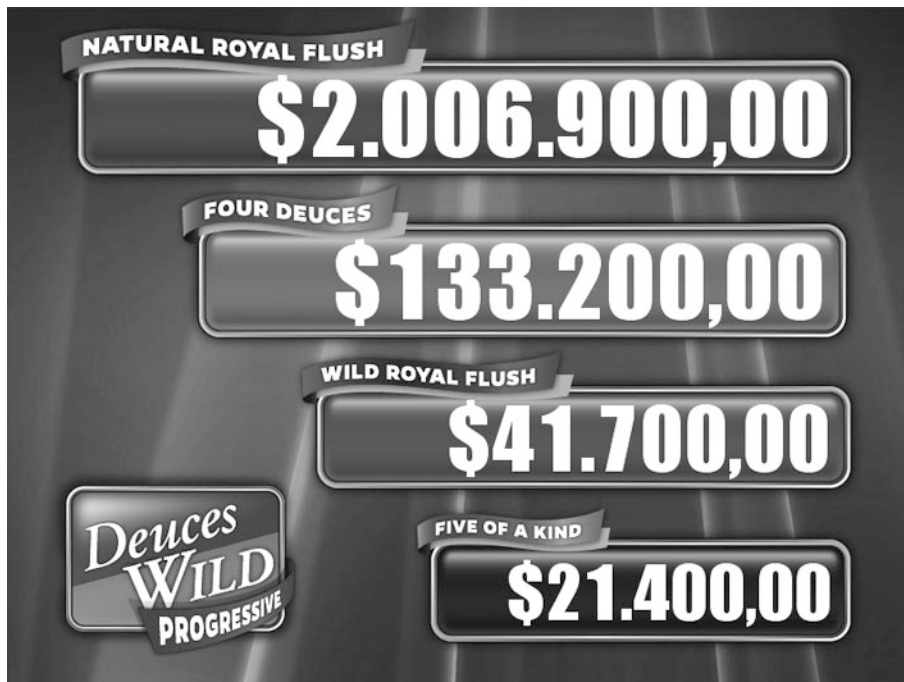 NATURAL ROYAL FLUSH
$2.006.900,00
FOUR DEUCES
$133.200,00
WILD ROYAL FLUSH
$41.700,00
FIVE OF A KIND
$21.400,00
Deuces
WILD
PROGRESSIVE